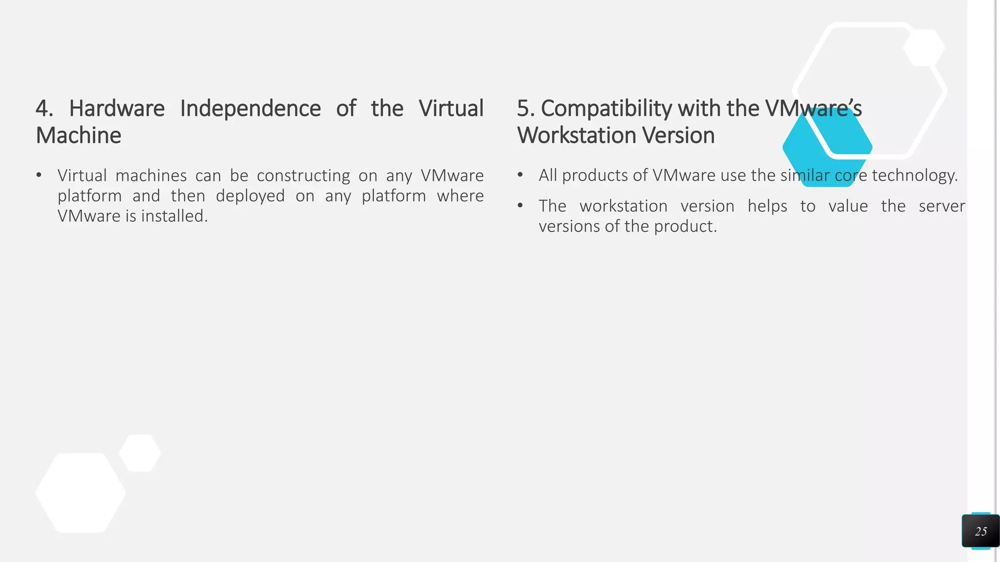 4. Hardware Independence of the Virtual
Machine
• Virtual machines can be constructing on any VMware
platform and then deployed on any platform where
VMware is installed.
5. Compatibility with the VMware’s
Workstation Version
• All products of VMware use the similar core technology.
• The workstation version helps to value the server
versions of the product.
25